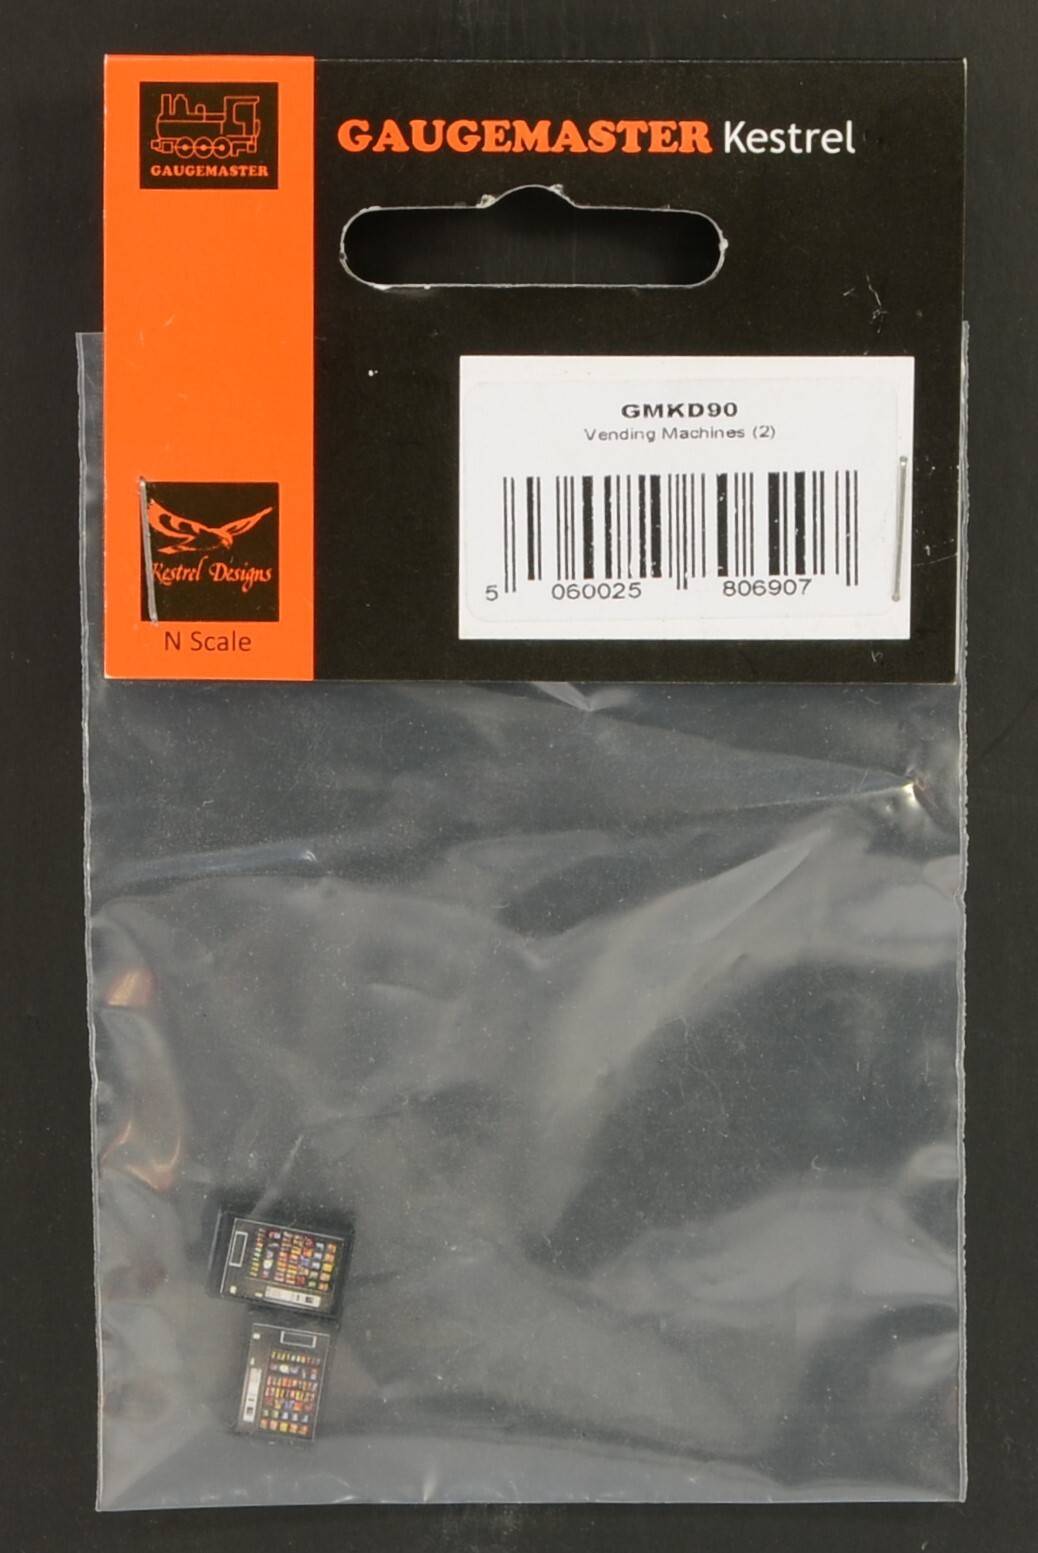 GAUGEMASTER
GAUGEMASTER Kestrel
GMKD90
Vending Machines (2)
5 060025 806907
Kestrel Designs
N Scale